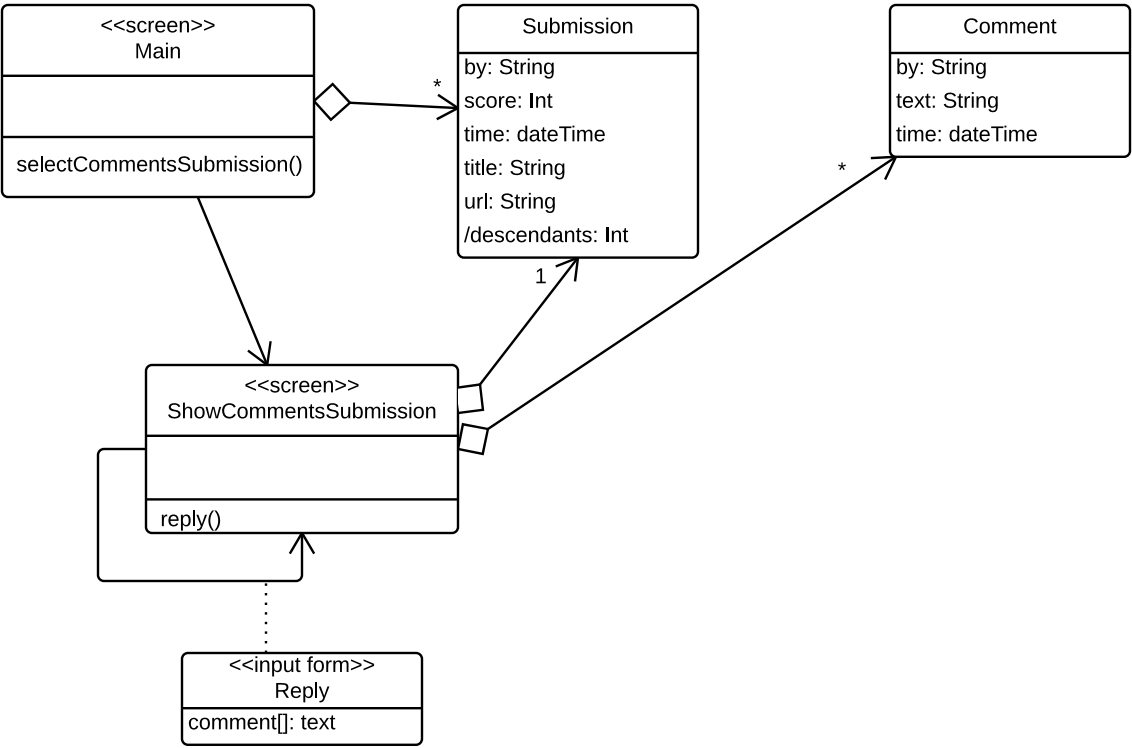 <<screen>>
Main
selectCommentsSubmission()
*
Submission
by: String
score: Int
time: dateTime
title: String
url: String
/descendants: Int
Comment
by: String
text: String
time: dateTime
*
1
<<screen>>
ShowCommentsSubmission
reply()
<<input form>>
Reply
comment[]: text